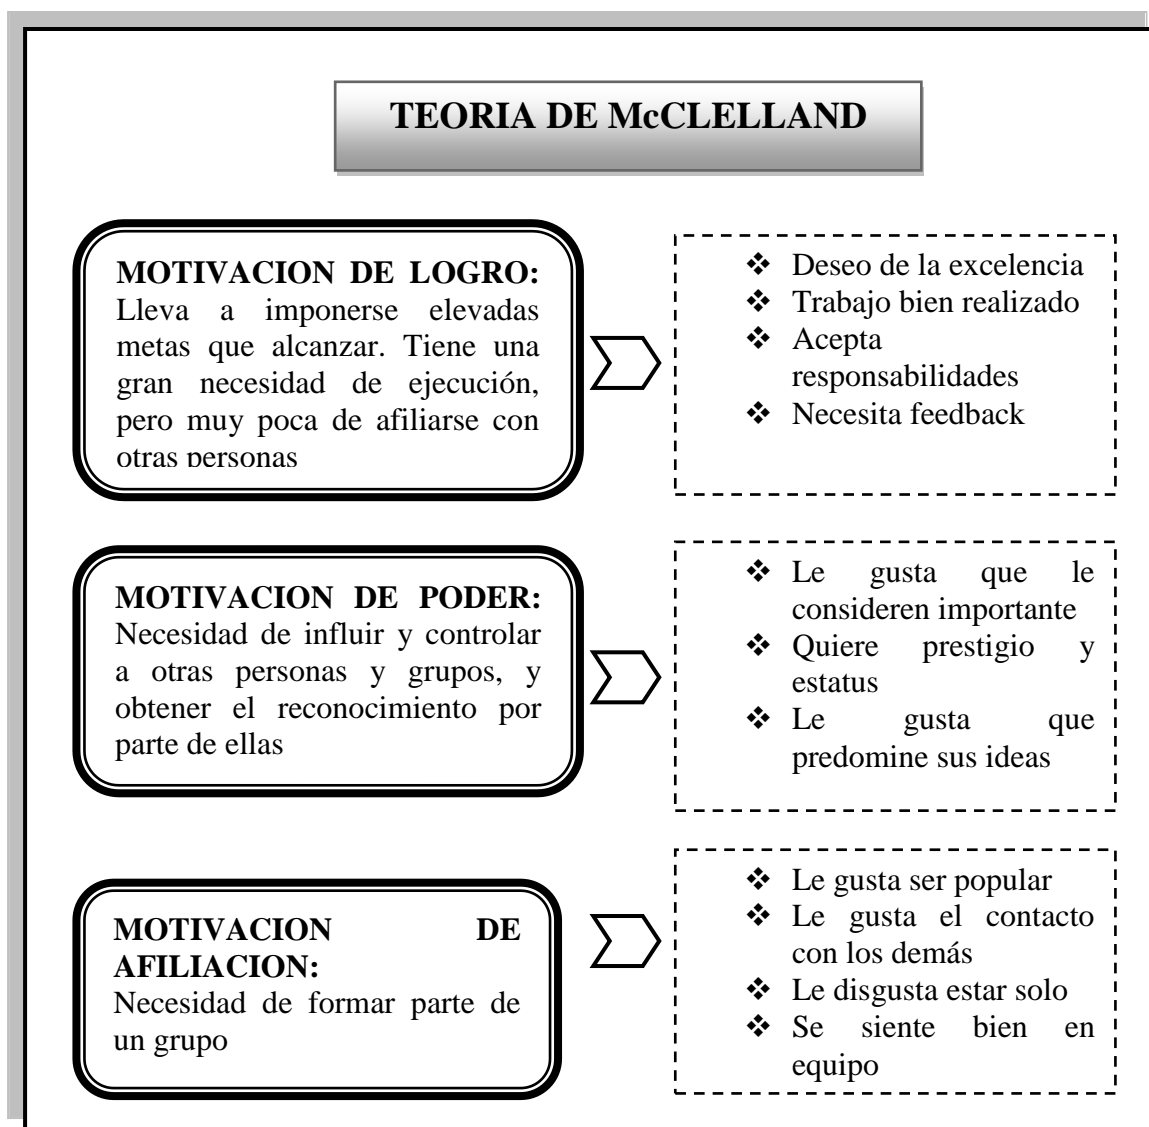 TEORIA DE McCLELLAND
MOTIVACION DE LOGRO:
Lleva a imponerse elevadas
metas que alcanzar. Tiene una
gran necesidad de ejecución,
pero muy poca de afiliarse con
otras personas
❖ Deseo de la excelencia
❖ Trabajo bien realizado
❖ Acepta
responsabilidades
❖ Necesita feedback
MOTIVACION DE PODER:
Necesidad de influir y controlar
a otras personas y grupos, y
obtener el reconocimiento por
parte de ellas
❖ Le gusta que le
consideren importante
❖ Quiere prestigio y
estatus
❖ Le gusta que
predomine sus ideas
MOTIVACION DE
AFILIACION:
Necesidad de formar parte de
un grupo
❖ Le gusta ser popular
❖ Le gusta el contacto
con los demás
❖ Le disgusta estar solo
❖ Se siente bien en
equipo